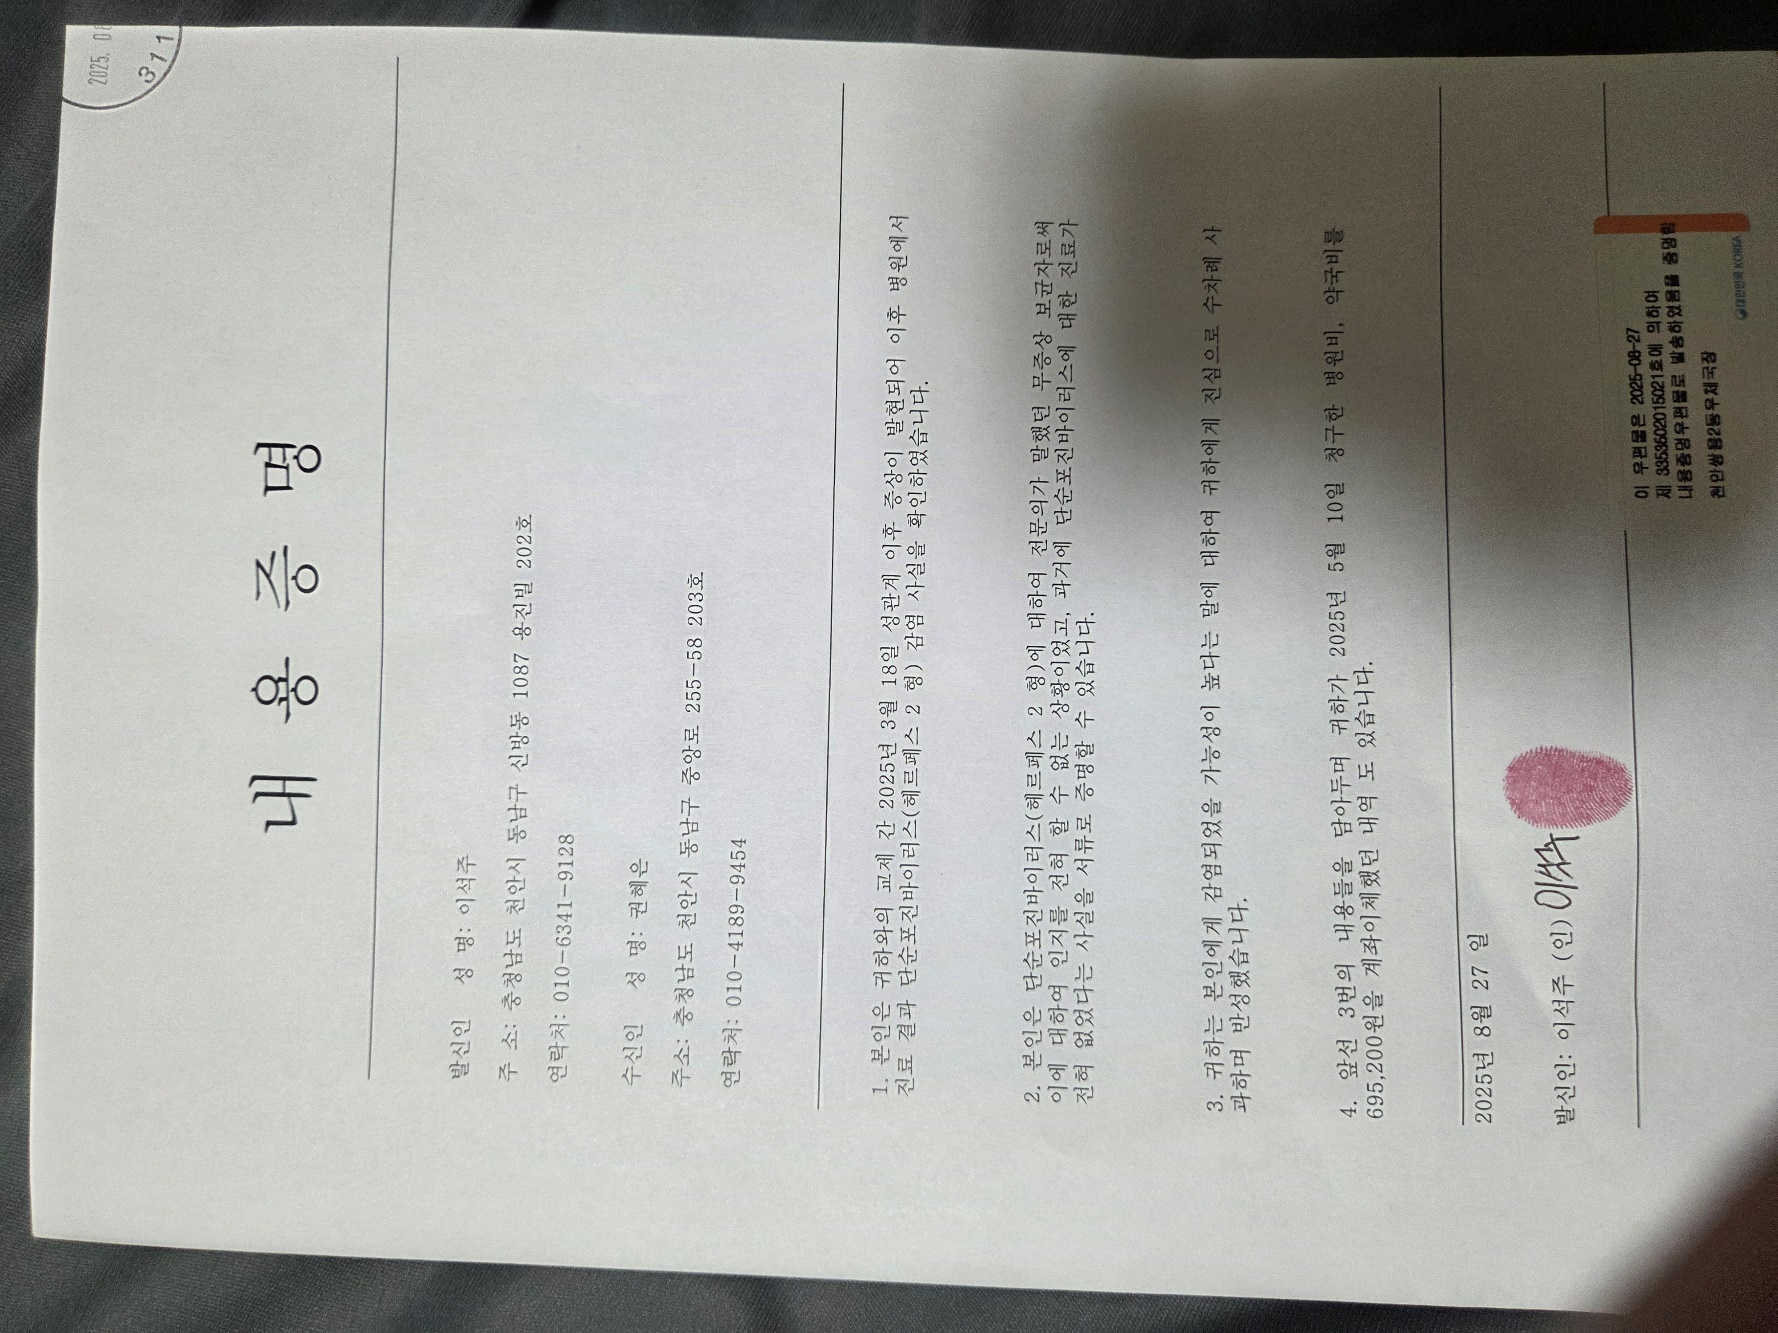 2025. 0
311
내 용 증 명
발신인 성 명: 이석주
주 소: 충청남도 천안시 동남구 신방동 1087 용진빌 202호
연락처: 010-6341-9128
수신인 성 명: 권혜은
주소: 충청남도 천안시 동남구 중앙로 255-58 203호
연락처: 010-4189-9454
1. 본인은 귀하와의 교제 간 2025년 3월 18일 성관계 이후 증상이 발현되어 이후 병원에서
진료 결과 단순포진바이러스(헤르페스 2 형) 감염 사실을 확인하였습니다.
2. 본인은 단순포진바이러스(헤르페스 2 형)에 대하여 전문의가 말했던 무증상 보균자로써
이에 대하여 인지를 전혀 할 수 없는 상황이었고, 과거에 단순포진바이러스에 대한 진료가
전혀 없었다는 사실을 서류로 증명할 수 있습니다.
3. 귀하는 본인에게 감염되었을 가능성이 높다는 말에 대하여 귀하에게 진심으로 수차례 사
과하며 반성했습니다.
4. 앞선 3번의 내용들을 담아두며 귀하가 2025년 5월 10일 청구한 병원비, 약국비를
695,200원을 계좌이체했던 내역 도 있습니다.
2025년 8월 27 일
발신인: 이석주 (인) 이석주
이 우편물은 2025-08-27
제 3353602015021호에 의하여
내용증명우편물로 발송하였음을 증명함
천안쌍용2동우체국장
대한민국 KOREA